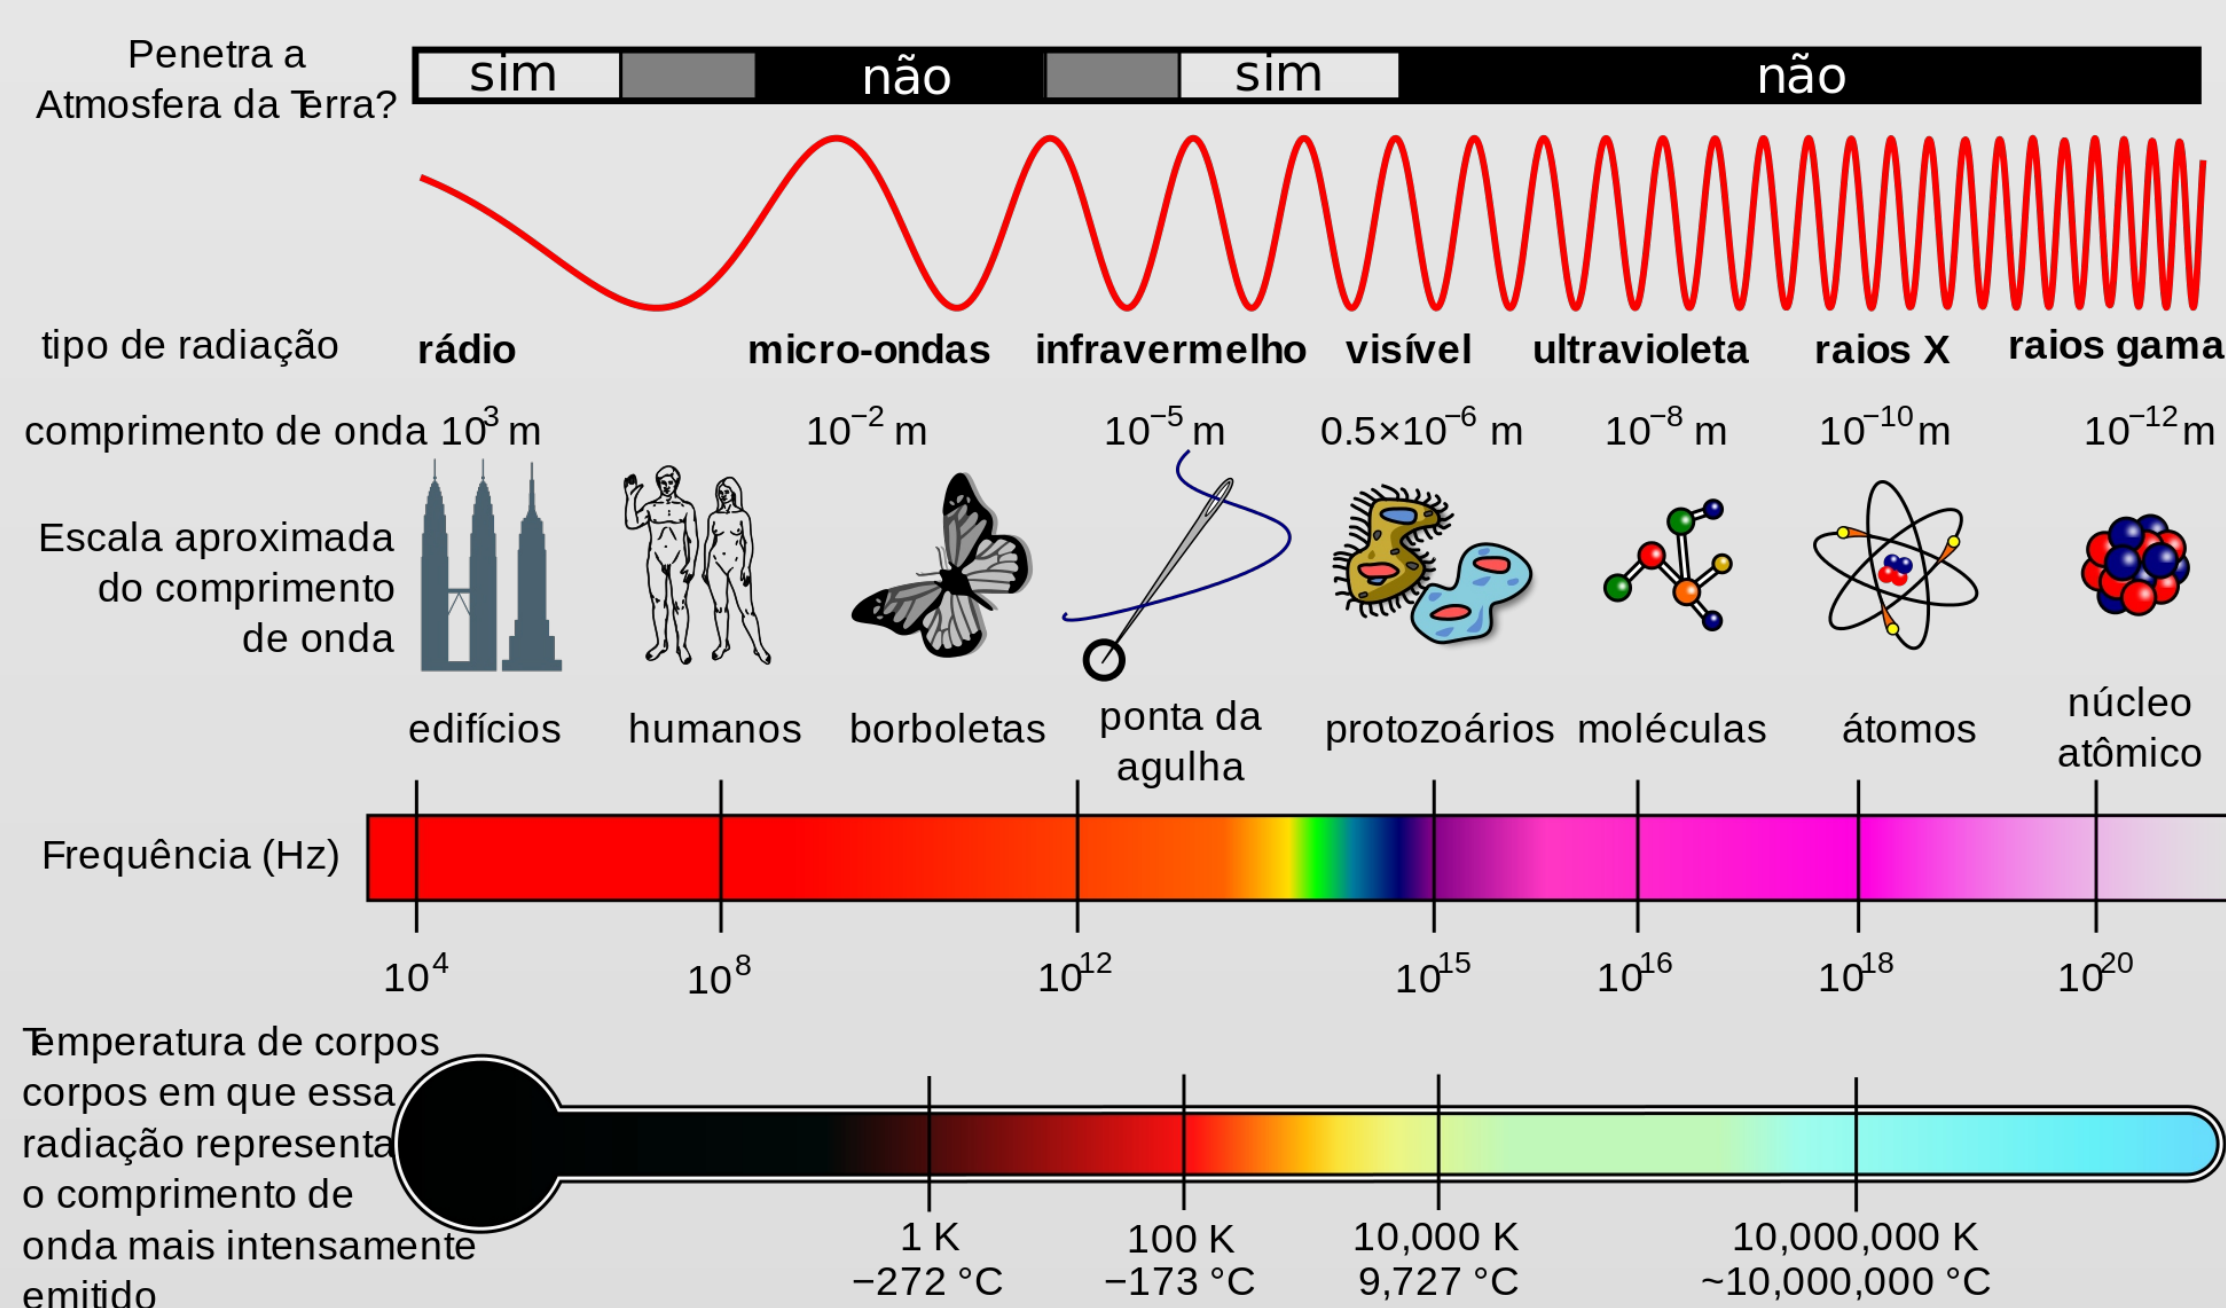 Penetra a
Atmosfera da Terra?
sim
não
sim
não
tipo de radiação
rádio
micro-ondas
infravermelho
visível
ultravioleta
raios X
raios gama
comprimento de onda
10³ m
10⁻² m
10⁻⁵ m
0.5×10⁻⁶ m
10⁻⁸ m
10⁻¹⁰ m
10⁻¹² m
Escala aproximada
do comprimento
de onda
edifícios
humanos
borboletas
ponta da
agulha
protozoários
moléculas
átomos
núcleo
atômico
Frequência (Hz)
10⁴
10⁸
10¹²
10¹⁵
10¹⁶
10¹⁸
10²⁰
Temperatura de corpos
corpos em que essa
radiação representa
o comprimento de
onda mais intensamente
emitido
1 K
−272 °C
100 K
−173 °C
10,000 K
9,727 °C
10,000,000 K
~10,000,000 °C